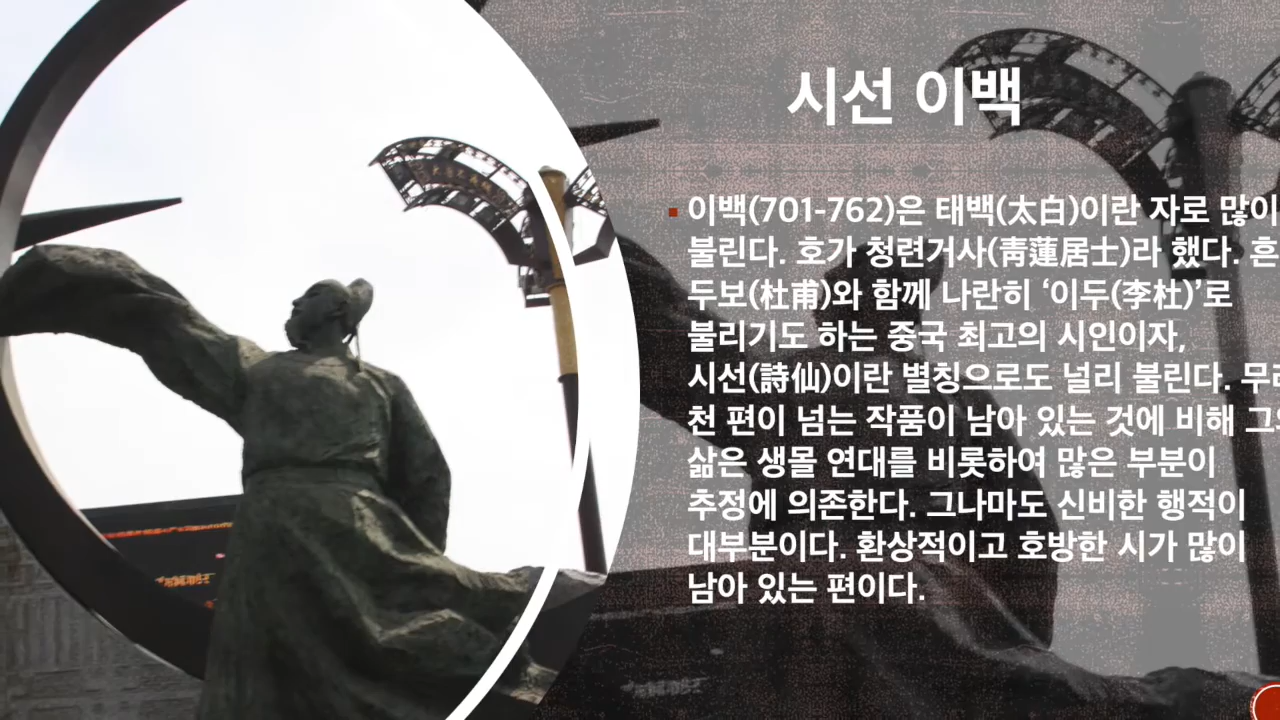 시선 이백
이백(701-762)은 태백(太白)이란 자로 많이
불린다. 호가 청련거사(靑蓮居士)라 했다. 흔
두보(杜甫)와 함께 나란히 ‘이두(李杜)’로
불리기도 하는 중국 최고의 시인이자,
시선(詩仙)이란 별칭으로도 널리 불린다.
천 편이 넘는 작품이 남아 있는 것에 비해
삶은 생몰 연대를 비롯하여 많은 부분이
추정에 의존한다. 그나마도 신비한 행적이
대부분이다. 환상적이고 호방한 시가 많이
남아 있는 편이다.